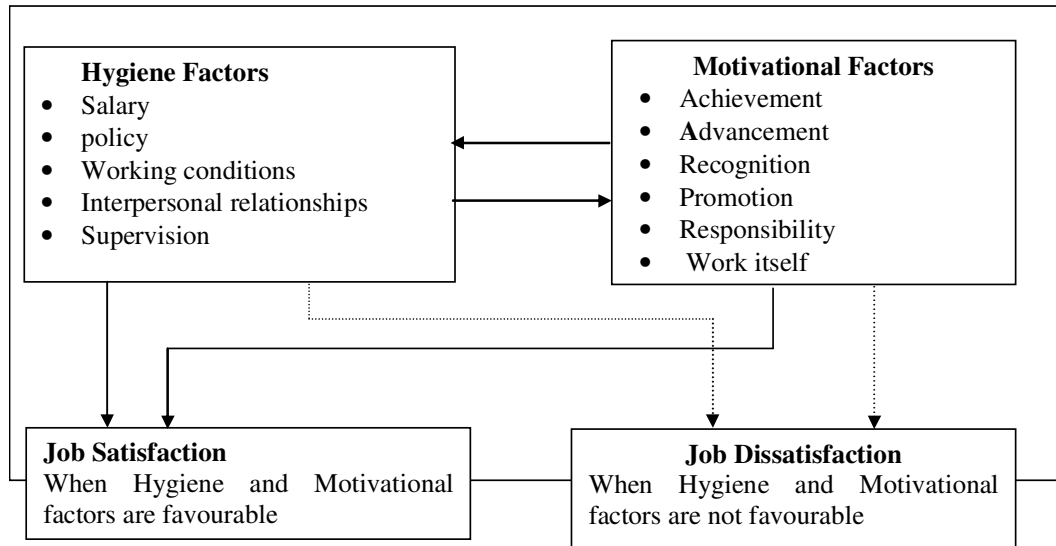 Hygiene Factors
• Salary
• policy
• Working conditions
• Interpersonal relationships
• Supervision
Motivational Factors
• Achievement
• Advancement
• Recognition
• Promotion
• Responsibility
• Work itself
Job Satisfaction
When Hygiene and Motivational
factors are favourable
Job Dissatisfaction
When Hygiene and Motivational
factors are not favourable